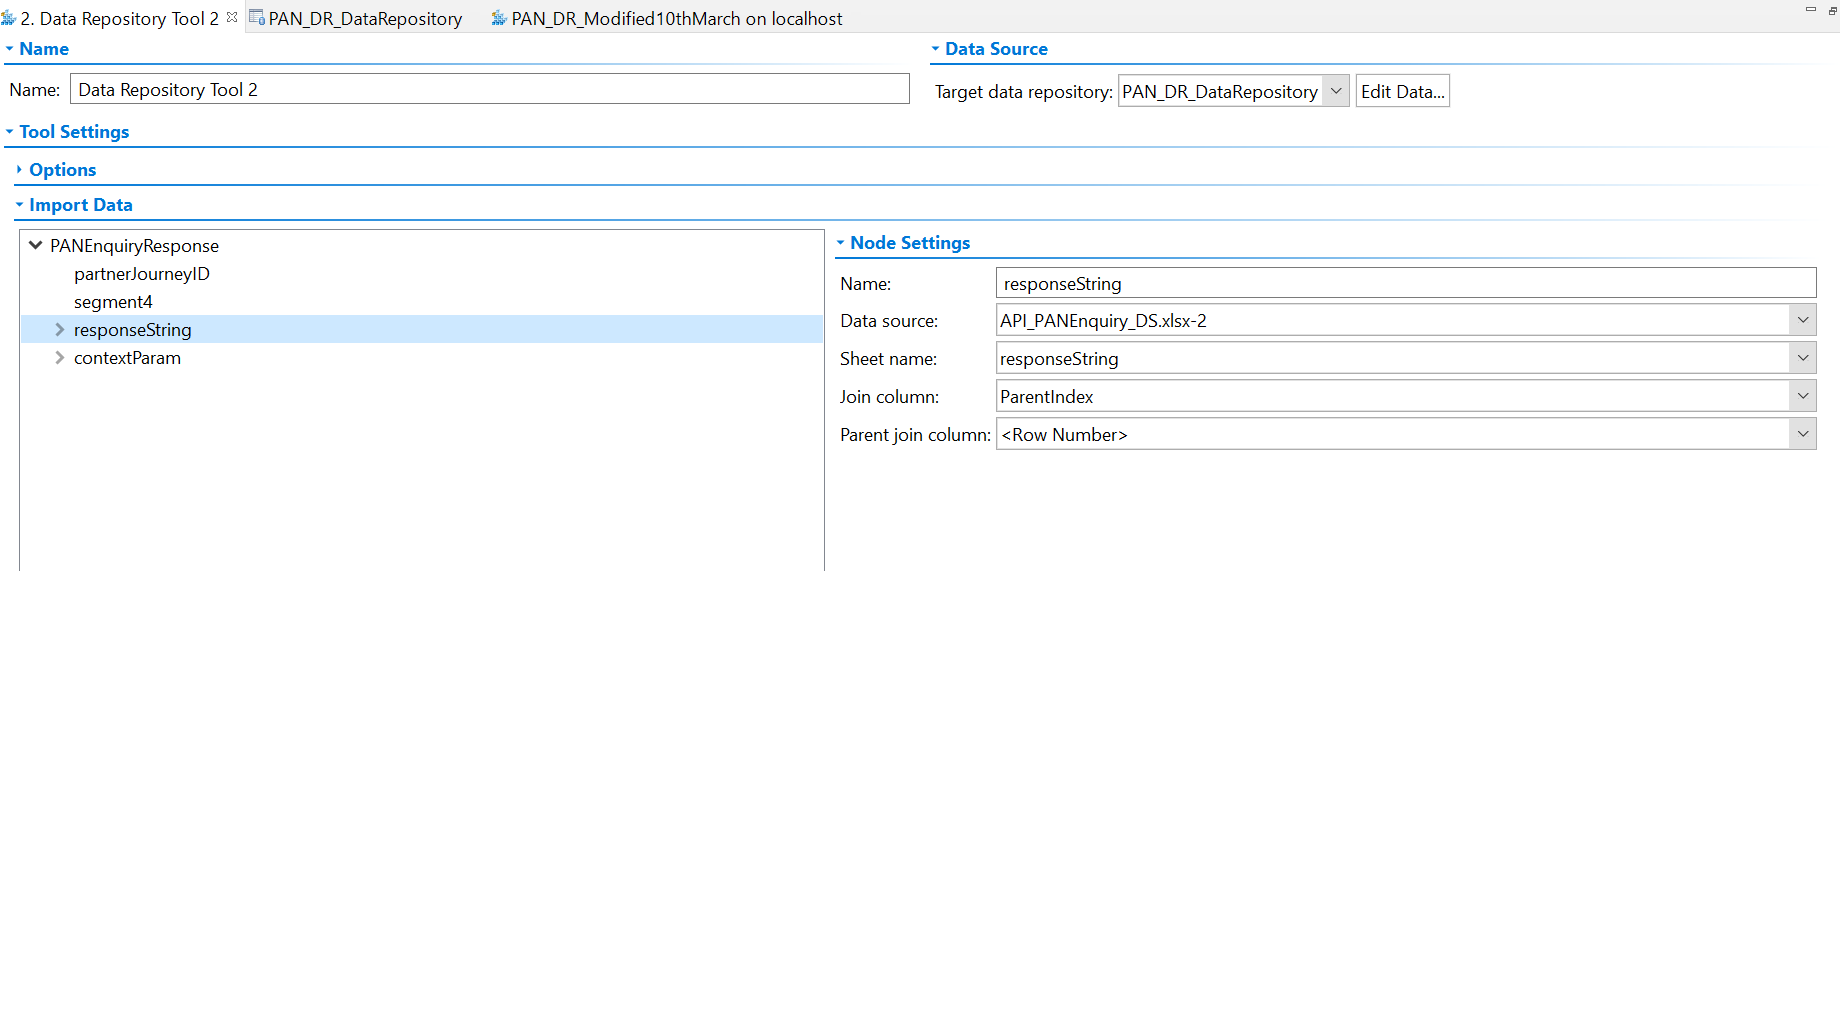 2. Data Repository Tool 2 PAN_DR_DataRepository PAN_DR_Modified10thMarch on localhost
Name
Name: Data Repository Tool 2
Data Source
Target data repository: PAN_DR_DataRepository Edit Data...
Tool Settings
Options
Import Data
PANEnquiryResponse
partnerJourneyID
segment4
responseString
contextParam
Node Settings
Name: responseString
Data source: API_PANEnquiry_DS.xlsx-2
Sheet name: responseString
Join column: ParentIndex
Parent join column: <Row Number>